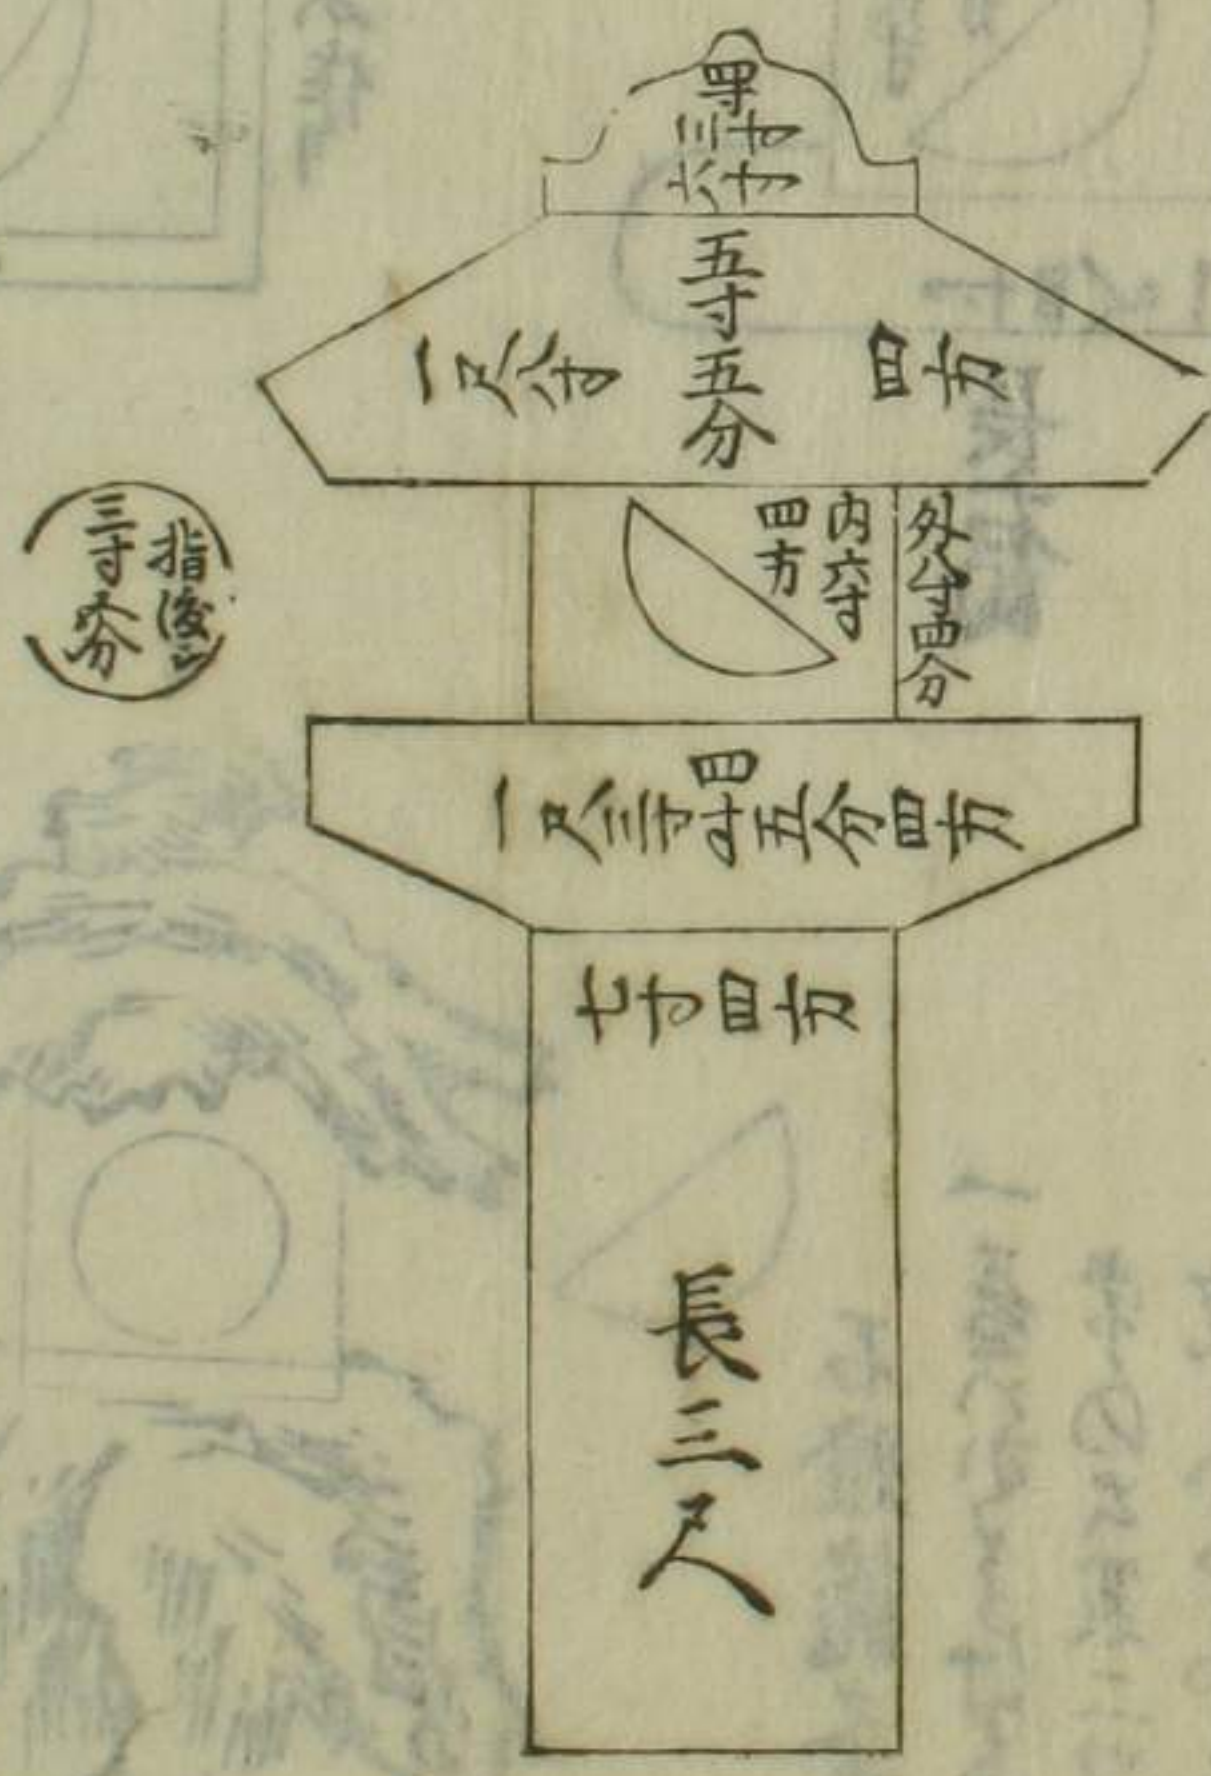 四寸
三寸
六寸
五寸五分
一尺八寸
四方
外八寸四分
内六寸
四方
指渡シ
三寸八分
四寸
一尺三寸五分四方
七寸四方
長三尺